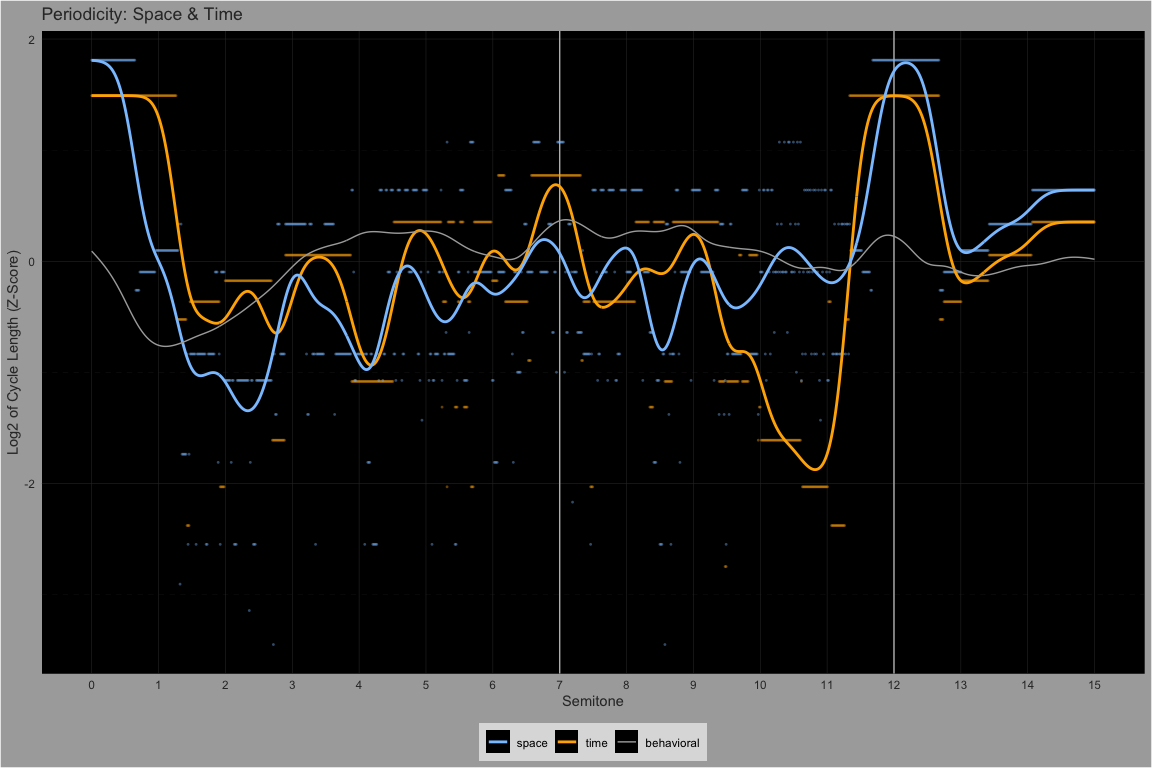 Periodicity: Space & Time
Log2 of Cycle Length (Z-Score)
2
0
-2
0 1 2 3 4 5 6 7 8 9 10 11 12 13 14 15
Semitone
space time behavioral